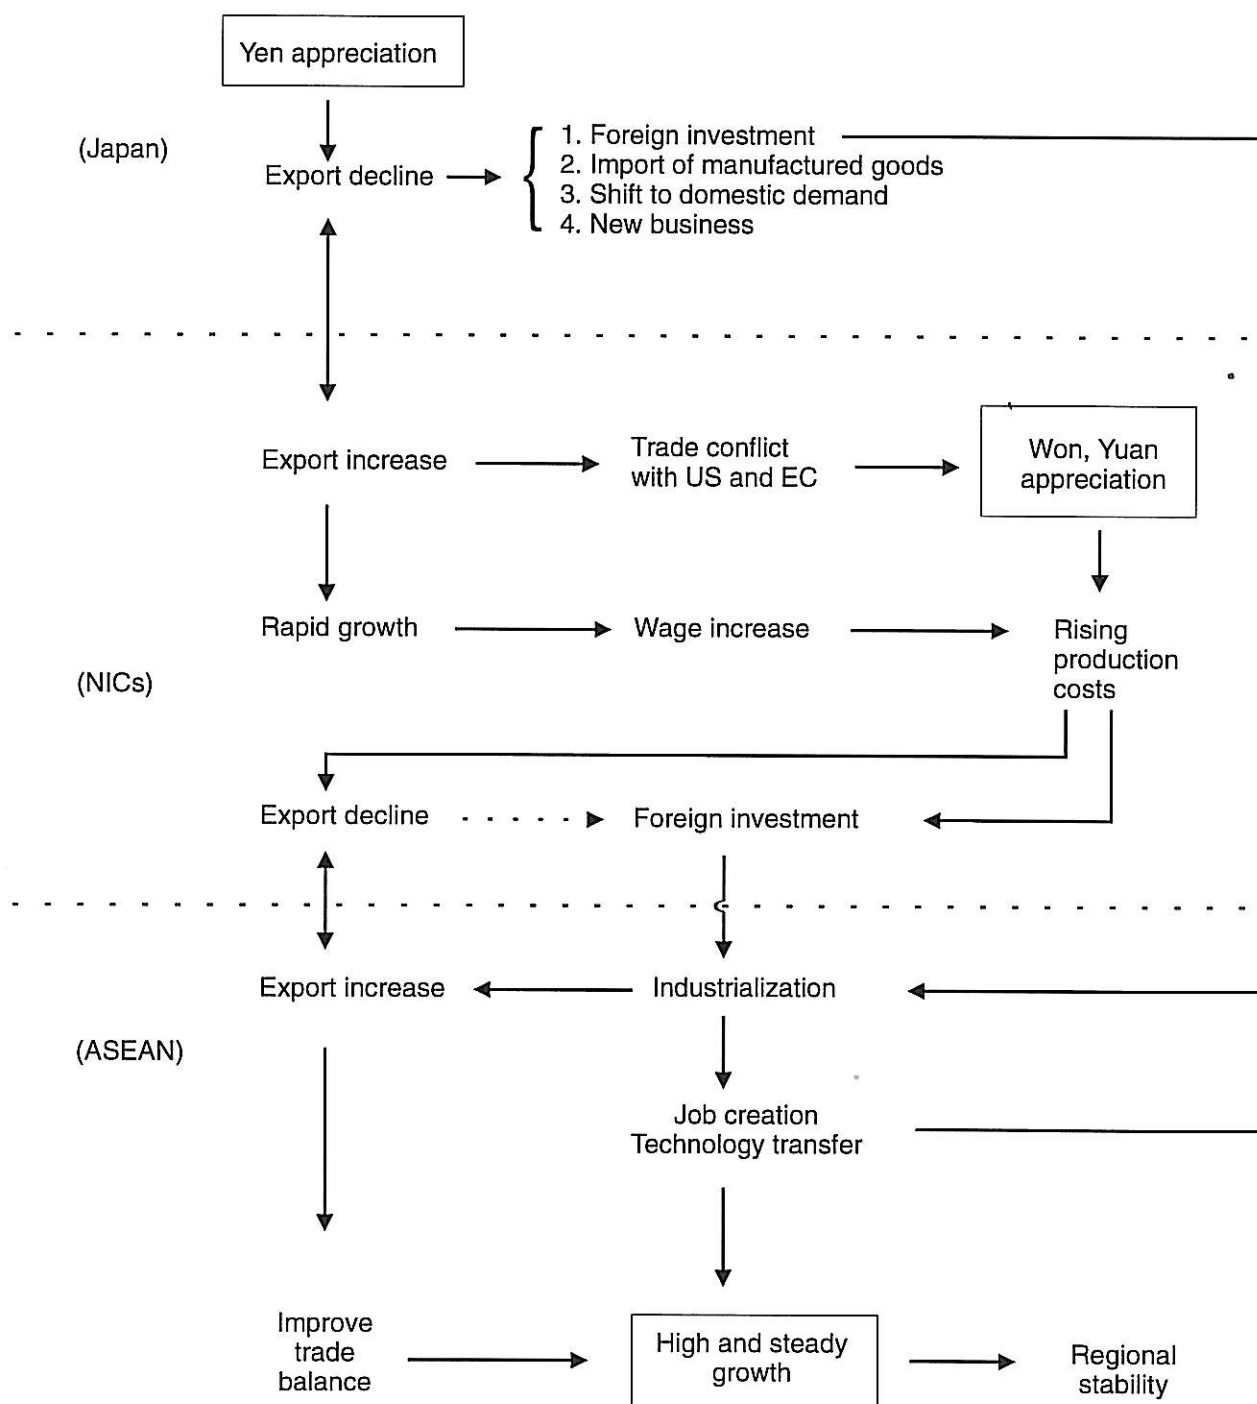 Yen appreciation
(Japan)
Export decline
1. Foreign investment
2. Import of manufactured goods
3. Shift to domestic demand
4. New business
Export increase
Trade conflict
with US and EC
Won, Yuan
appreciation
Rapid growth
Wage increase
Rising
production
costs
(NICs)
Export decline
Foreign investment
Export increase
Industrialization
(ASEAN)
Job creation
Technology transfer
Improve
trade
balance
High and steady
growth
Regional
stability